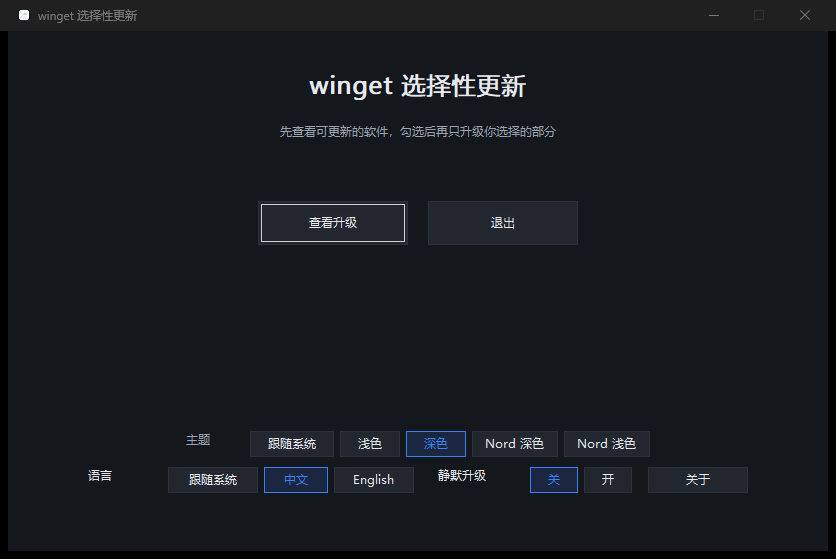 winget 选择性更新
winget 选择性更新
先查看可更新的软件，勾选后再只升级你选择的部分
查看升级 退出
主题 跟随系统 浅色 深色 Nord 深色 Nord 浅色
语言 跟随系统 中文 English 静默升级 关 开 关于